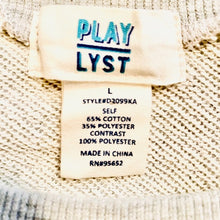 PLAY
LYST
L
STYLE#D3099KA
SELF
65% COTTON
35% POLYESTER
CONTRAST
100% POLYESTER
MADE IN CHINA
RN#95652